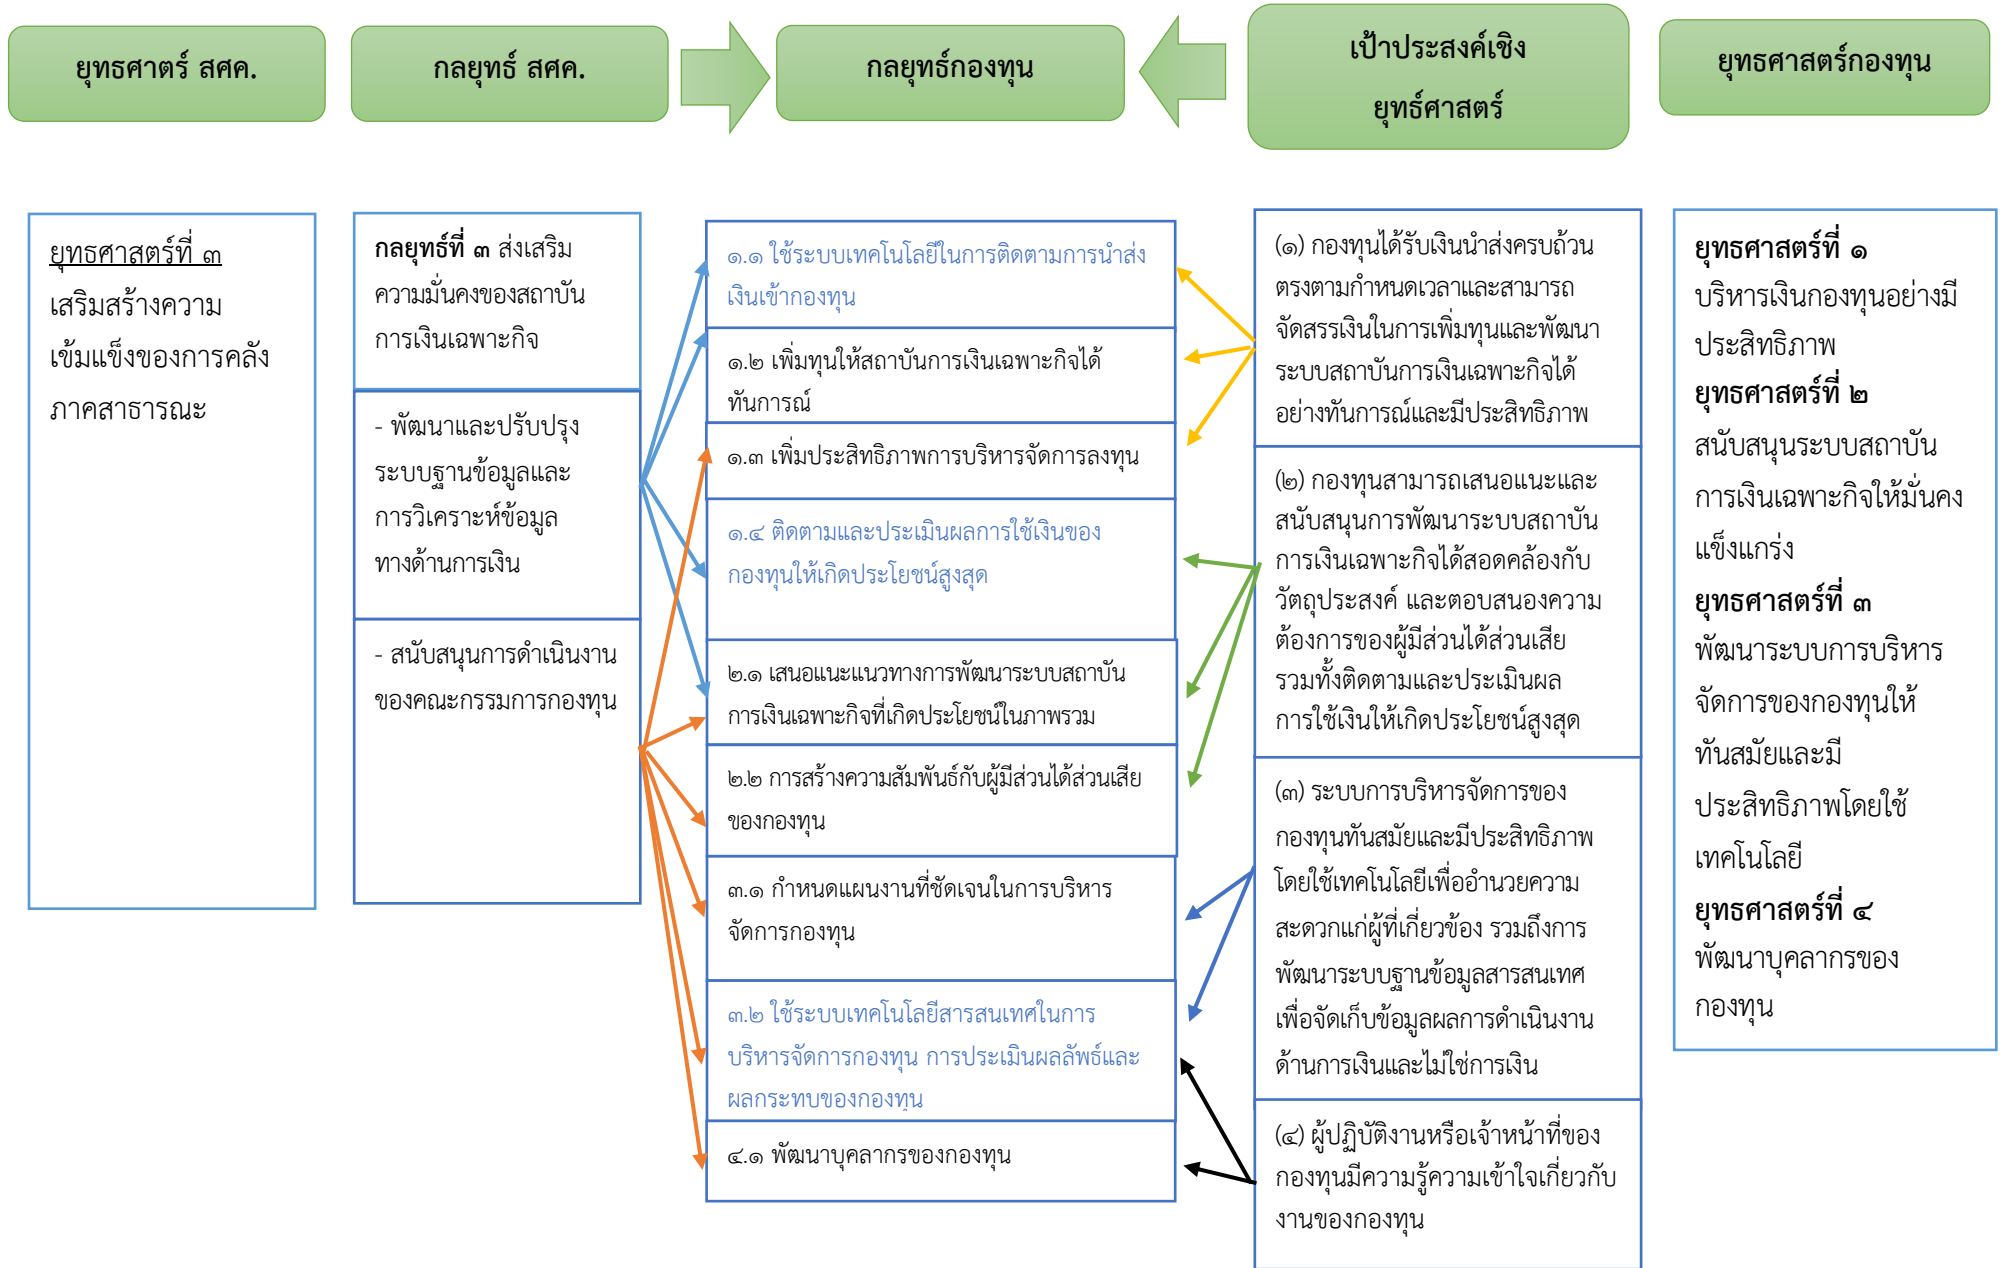 ยุทธศาตร์ สศค.
กลยุทธ์ สศค.
กลยุทธ์กองทุน
เป้าประสงค์เชิง
ยุทธ์ศาสตร์
ยุทธศาสตร์กองทุน
ยุทธศาสตร์ที่ ๓
เสริมสร้างความ
เข้มแข็งของการคลัง
ภาคสาธารณะ
กลยุทธ์ที่ ๓ ส่งเสริม
ความมั่นคงของสถาบัน
การเงินเฉพาะกิจ
- พัฒนาและปรับปรุง
ระบบฐานข้อมูลและ
การวิเคราะห์ข้อมูล
ทางด้านการเงิน
- สนับสนุนการดำเนินงาน
ของคณะกรรมการกองทุน
๑.๑ ใช้ระบบเทคโนโลยีในการติดตามการนำส่ง
เงินเข้ากองทุน
๑.๒ เพิ่มทุนให้สถาบันการเงินเฉพาะกิจได้
ทันการณ์
๑.๓ เพิ่มประสิทธิภาพการบริหารจัดการลงทุน
๑.๔ ติดตามและประเมินผลการใช้เงินของ
กองทุนให้เกิดประโยชน์สูงสุด
๒.๑ เสนอแนะแนวทางการพัฒนาระบบสถาบัน
การเงินเฉพาะกิจที่เกิดประโยชน์ในภาพรวม
๒.๒ การสร้างความสัมพันธ์กับผู้มีส่วนได้ส่วนเสีย
ของกองทุน
๓.๑ กำหนดแผนงานที่ชัดเจนในการบริหาร
จัดการกองทุน
๓.๒ ใช้ระบบเทคโนโลยีสารสนเทศในการ
บริหารจัดการกองทุน การประเมินผลลัพธ์และ
ผลกระทบของกองทุน
๔.๑ พัฒนาบุคลากรของกองทุน
(๑) กองทุนได้รับเงินนำส่งครบถ้วน
ตรงตามกำหนดเวลาและสามารถ
จัดสรรเงินในการเพิ่มทุนและพัฒนา
ระบบสถาบันการเงินเฉพาะกิจได้
อย่างทันการณ์และมีประสิทธิภาพ
(๒) กองทุนสามารถเสนอแนะและ
สนับสนุนการพัฒนาระบบสถาบัน
การเงินเฉพาะกิจได้สอดคล้องกับ
วัตถุประสงค์ และตอบสนองความ
ต้องการของผู้มีส่วนได้ส่วนเสีย
รวมทั้งติดตามและประเมินผล
การใช้เงินให้เกิดประโยชน์สูงสุด
(๓) ระบบการบริหารจัดการของ
กองทุนทันสมัยและมีประสิทธิภาพ
โดยใช้เทคโนโลยีเพื่ออำนวยความ
สะดวกแก่ผู้ที่เกี่ยวข้อง รวมถึงการ
พัฒนาระบบฐานข้อมูลสารสนเทศ
เพื่อจัดเก็บข้อมูลผลการดำเนินงาน
ด้านการเงินและไม่ใช่การเงิน
(๔) ผู้ปฏิบัติงานหรือเจ้าหน้าที่ของ
กองทุนมีความรู้ความเข้าใจเกี่ยวกับ
งานของกองทุน
ยุทธศาสตร์ที่ ๑
บริหารเงินกองทุนอย่างมี
ประสิทธิภาพ
ยุทธศาสตร์ที่ ๒
สนับสนุนระบบสถาบัน
การเงินเฉพาะกิจให้มั่นคง
แข็งแกร่ง
ยุทธศาสตร์ที่ ๓
พัฒนาระบบการบริหาร
จัดการของกองทุนให้
ทันสมัยและมี
ประสิทธิภาพโดยใช้
เทคโนโลยี
ยุทธศาสตร์ที่ ๔
พัฒนาบุคลากรของ
กองทุน